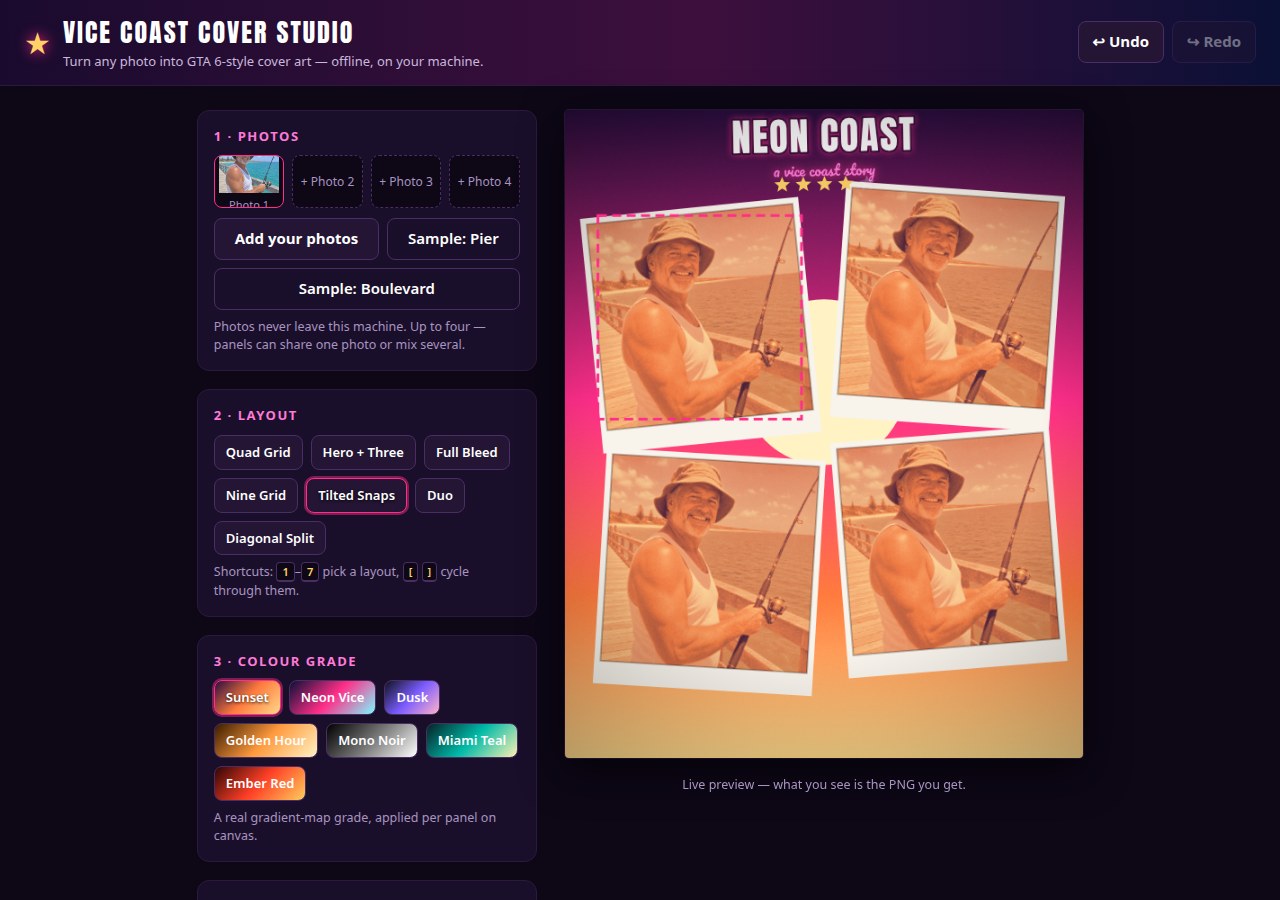 VICE COAST COVER STUDIO
Turn any photo into GTA 6-style cover art — offline, on your machine.
↩ Undo
↪ Redo
1 · PHOTOS
Photo 1
+ Photo 2
+ Photo 3
+ Photo 4
Add your photos
Sample: Pier
Sample: Boulevard
Photos never leave this machine. Up to four —
panels can share one photo or mix several.
2 · LAYOUT
Quad Grid
Hero + Three
Full Bleed
Nine Grid
Tilted Snaps
Duo
Diagonal Split
Shortcuts: 1–7 pick a layout, [ ] cycle
through them.
3 · COLOUR GRADE
Sunset
Neon Vice
Dusk
Golden Hour
Mono Noir
Miami Teal
Ember Red
A real gradient-map grade, applied per panel on
canvas.
NEON COAST
a vice coast story
Live preview — what you see is the PNG you get.